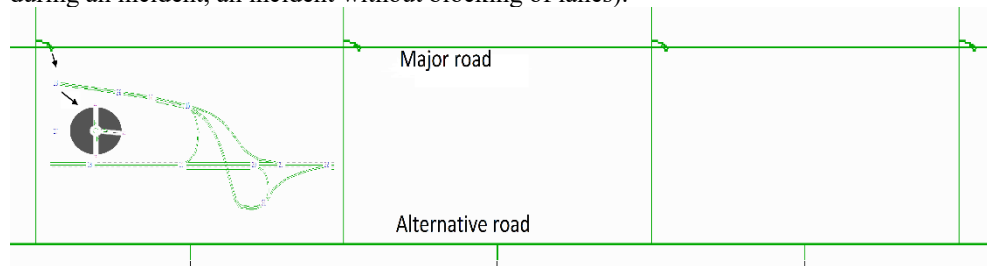 during an incident, an incident without blocking of lanes).
Major road
Alternative road